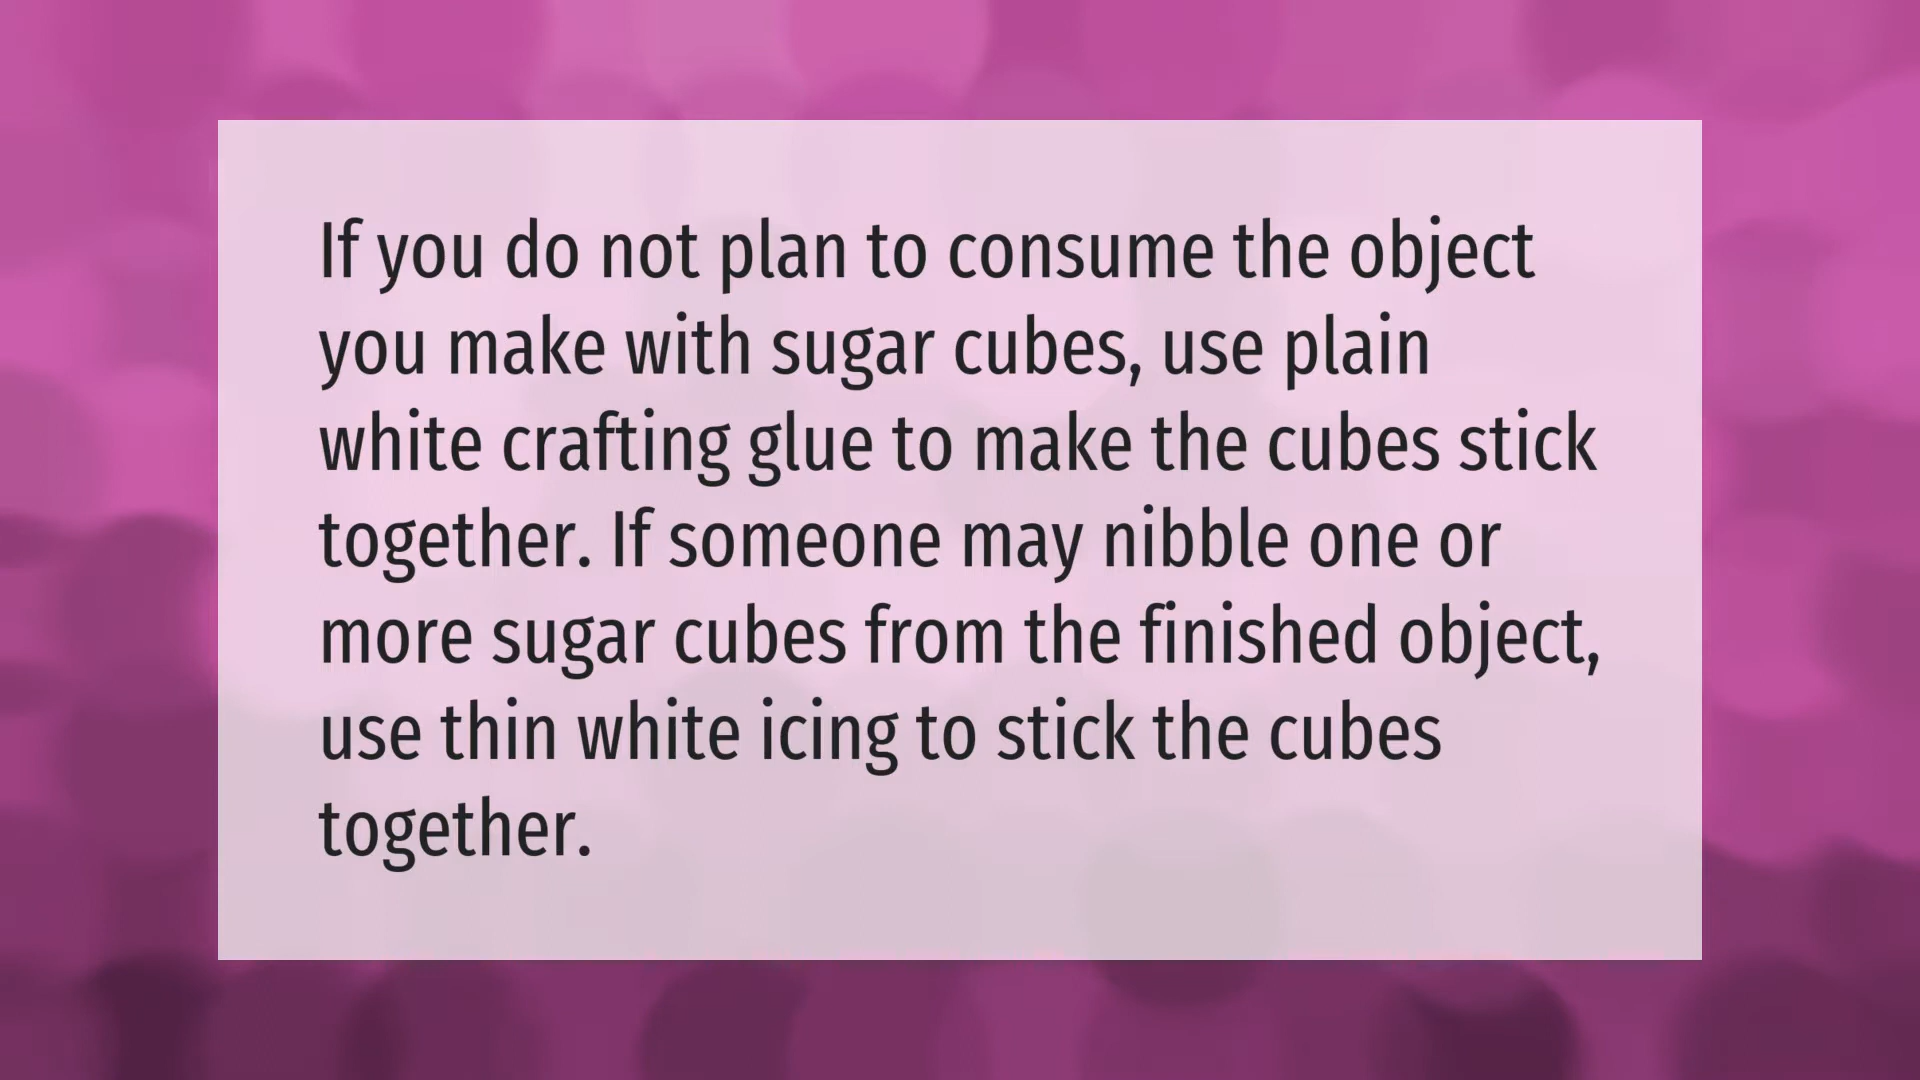 If you do not plan to consume the object
you make with sugar cubes, use plain
white crafting glue to make the cubes stick
together. If someone may nibble one or
more sugar cubes from the finished object,
use thin white icing to stick the cubes
together.